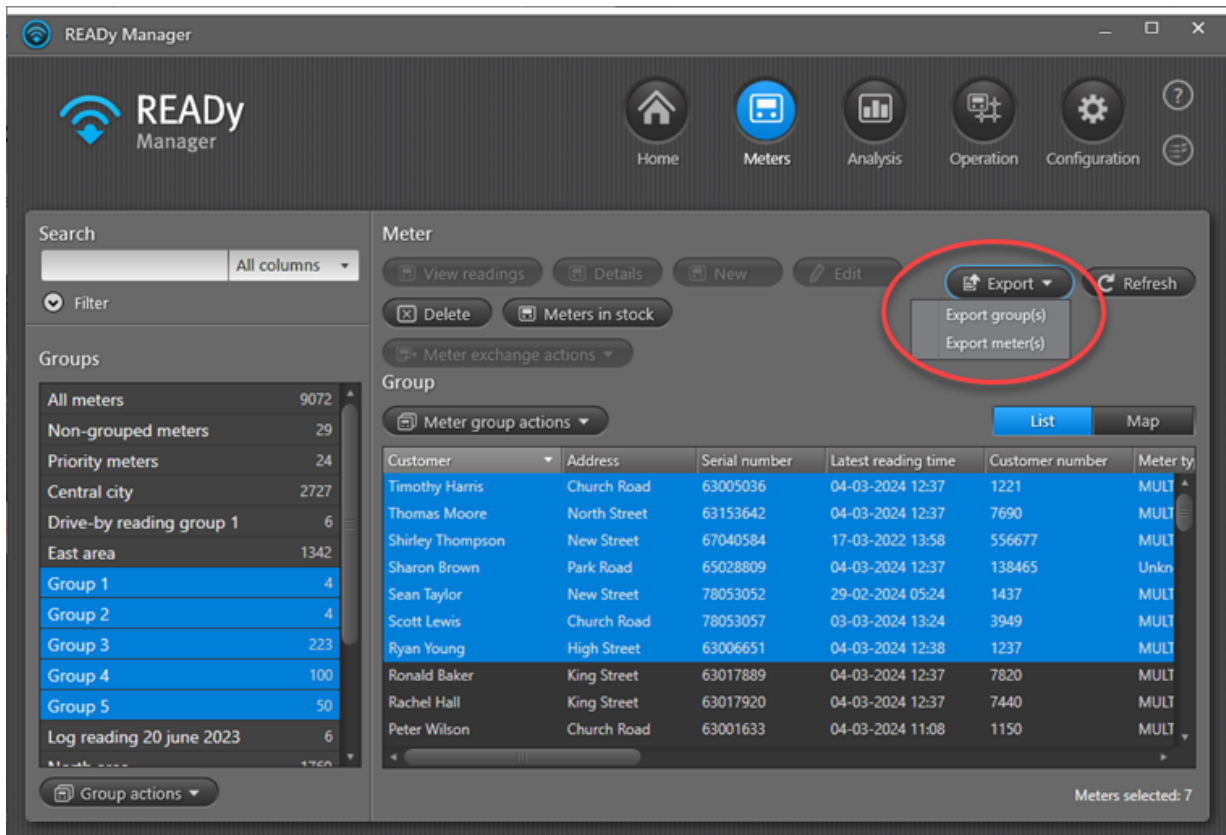 READy Manager
READy
Manager
Home
Meters
Analysis
Operation
Configuration
?
Search
All columns
Filter
Groups
All meters 9072
Non-grouped meters 29
Priority meters 24
Central city 2727
Drive-by reading group 1 6
East area 1342
Group 1 4
Group 2 4
Group 3 223
Group 4 100
Group 5 50
Log reading 20 june 2023 6
Group actions
Meter
View readings Details New Edit Export Refresh
Export group(s)
Export meter(s)
Delete Meters in stock
Meter exchange actions
Group
Meter group actions List Map
Customer Address Serial number Latest reading time Customer number Meter ty
Timothy Harris Church Road 63005036 04-03-2024 12:37 1221 MULT
Thomas Moore North Street 63153642 04-03-2024 12:37 7690 MULT
Shirley Thompson New Street 67040584 17-03-2022 13:58 556677 MULT
Sharon Brown Park Road 65028809 04-03-2024 12:37 138465 Unkn
Sean Taylor New Street 78053052 29-02-2024 05:24 1437 MULT
Scott Lewis Church Road 78053057 03-03-2024 13:24 3949 MULT
Ryan Young High Street 63006651 04-03-2024 12:38 1237 MULT
Ronald Baker King Street 63017889 04-03-2024 12:37 7820 MULT
Rachel Hall King Street 63017920 04-03-2024 12:37 7440 MULT
Peter Wilson Church Road 63001633 04-03-2024 11:08 1150 MULT
Meters selected: 7